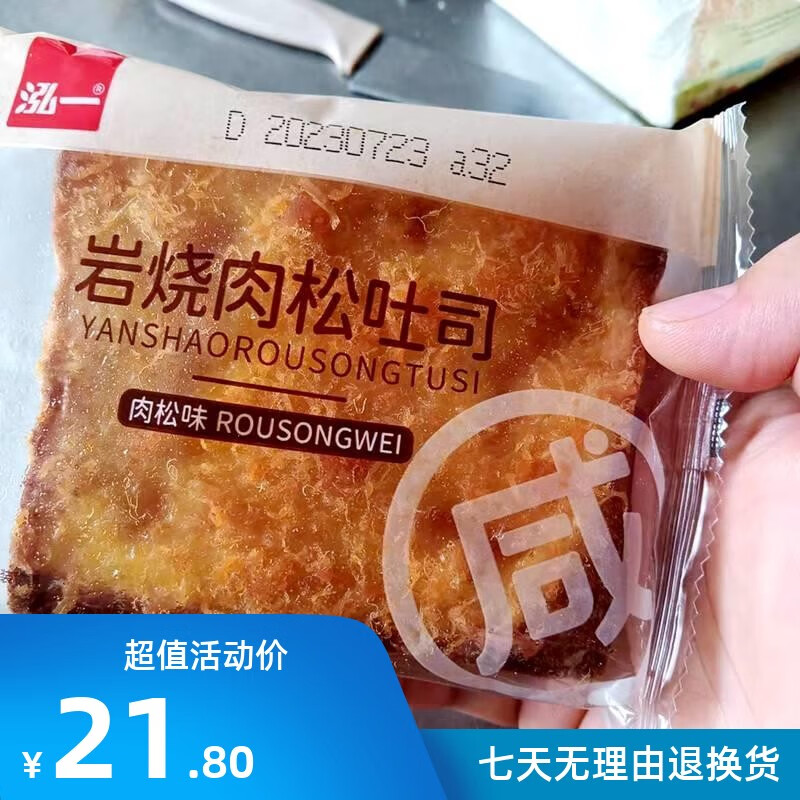 泓一®
D 20230723 a32
岩烧肉松吐司
YANSHAOROUSONGTUSI
肉松味 ROUSONGWEI
咸
超值活动价
¥21.80
七天无理由退换货